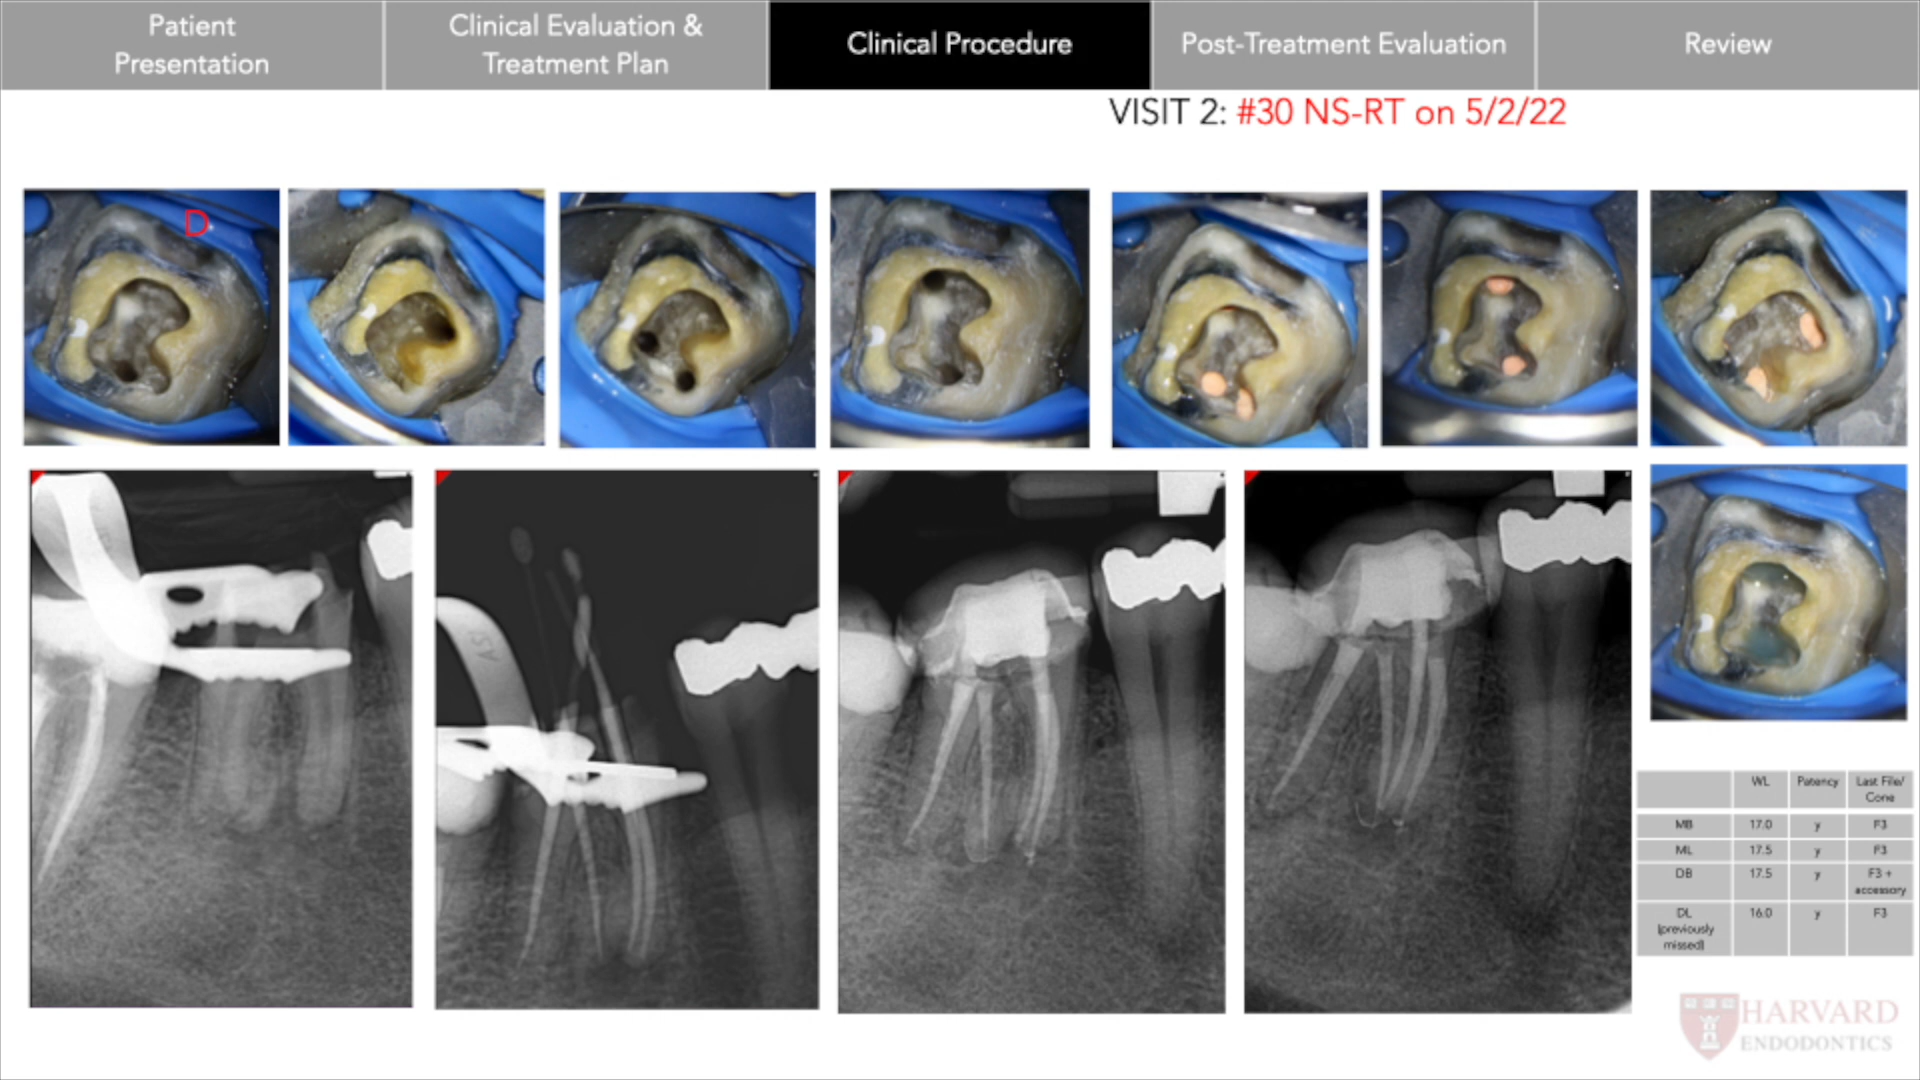 Patient
Presentation
Clinical Evaluation &
Treatment Plan
Clinical Procedure
Post-Treatment Evaluation
Review
VISIT 2: #30 NS-RT on 5/2/22
D
WL Patency Last File/
Cone
MB 17.0 y F3
ML 17.5 y F3
DB 17.5 y F3 +
accessory
DL 16.0 y F3
(previously
missed)
HARVARD
ENDODONTICS